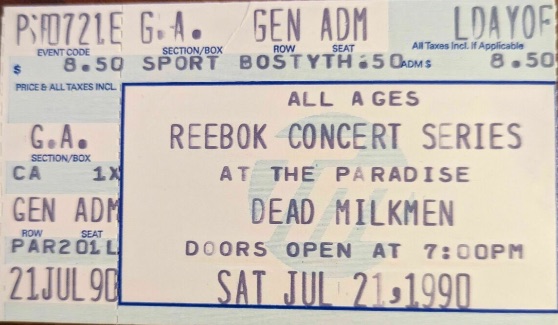 PYF0721E G.A. GEN ADM LDAYOF
EVENT CODE SECTION/BOX ROW SEAT All Taxes Incl. If Applicable
$ 8.50 SPORT BOSTYTH.50 ADM$ 8.50
PRICE & ALL TAXES INCL.
ALL AGES
G.A. REEBOK CONCERT SERIES
SECTION/BOX
CA 1X AT THE PARADISE
GEN ADM DEAD MILKMEN
ROW SEAT
PAR201L DOORS OPEN AT 7:00PM
21JUL90 SAT JUL 21,1990